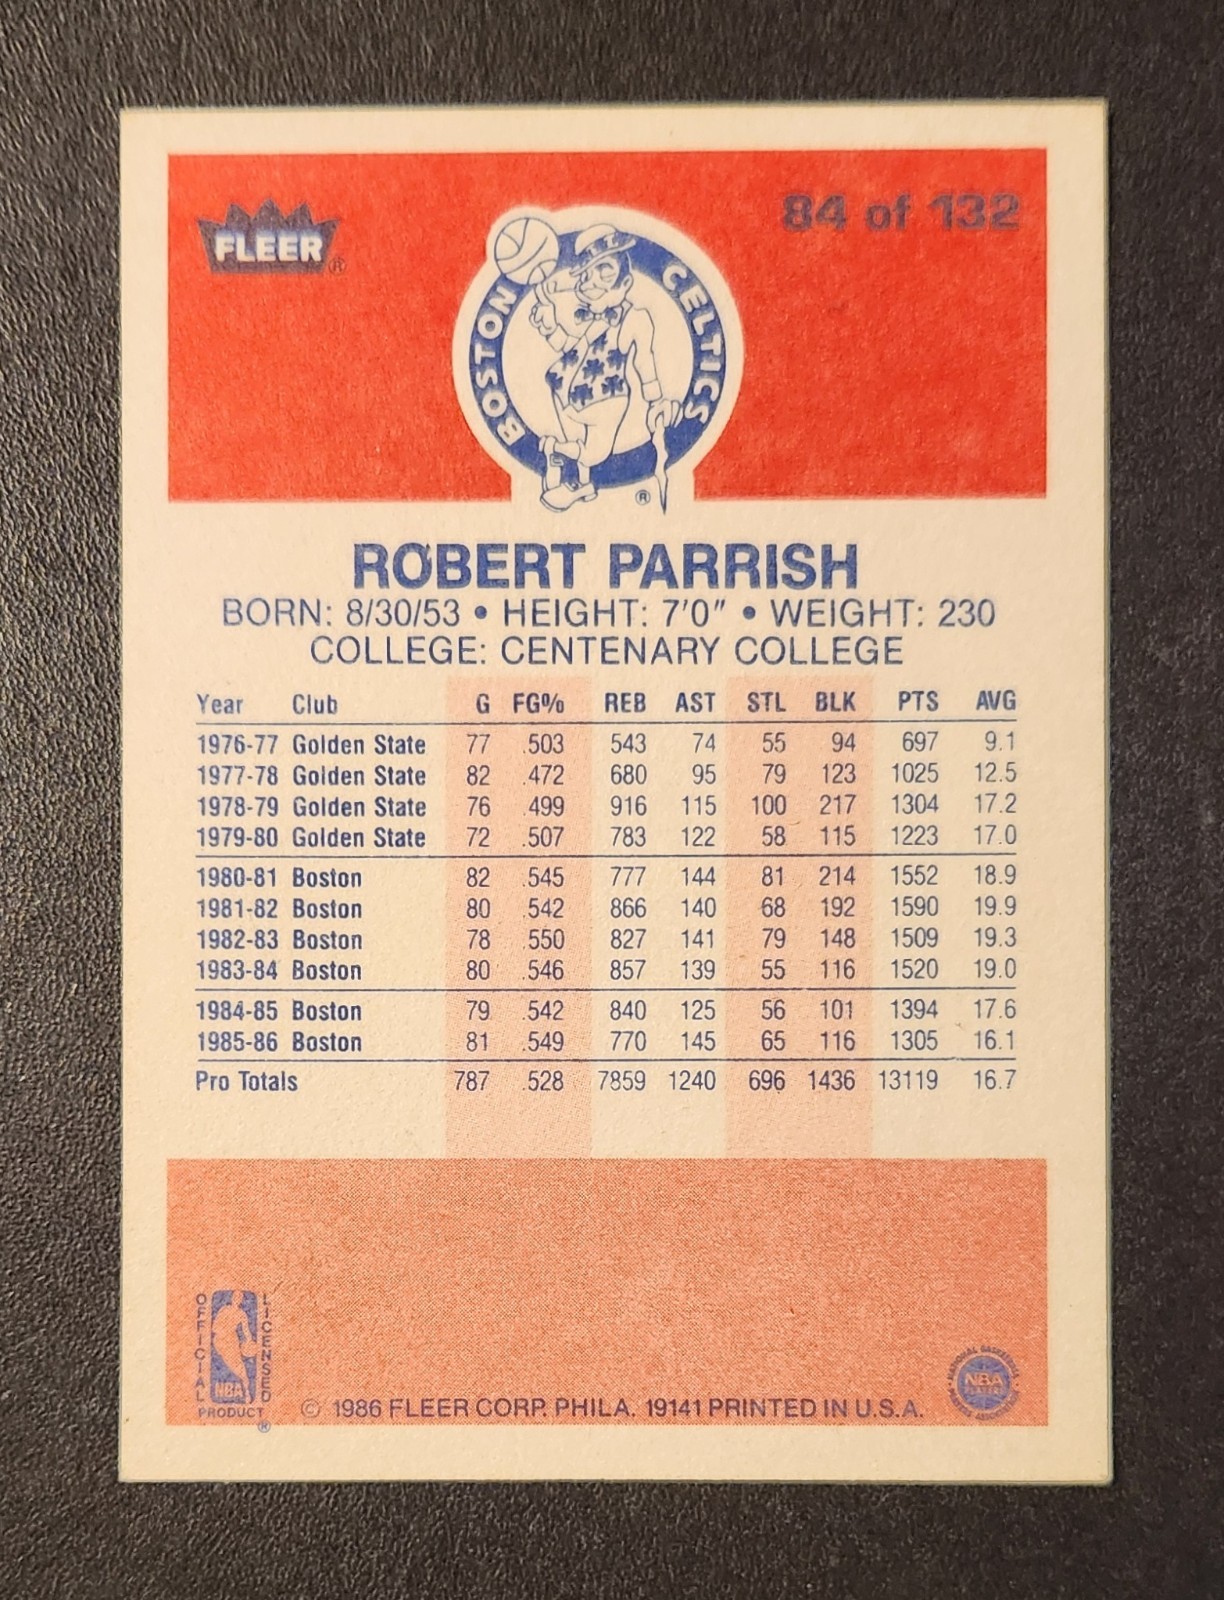 FLEER ®
84 of 132
BOSTON CELTICS
®
ROBERT PARRISH
BORN: 8/30/53 • HEIGHT: 7'0" • WEIGHT: 230
COLLEGE: CENTENARY COLLEGE
Year Club G FG% REB AST STL BLK PTS AVG
1976-77 Golden State 77 .503 543 74 55 94 697 9.1
1977-78 Golden State 82 .472 680 95 79 123 1025 12.5
1978-79 Golden State 76 .499 916 115 100 217 1304 17.2
1979-80 Golden State 72 .507 783 122 58 115 1223 17.0
1980-81 Boston 82 .545 777 144 81 214 1552 18.9
1981-82 Boston 80 .542 866 140 68 192 1590 19.9
1982-83 Boston 78 .550 827 141 79 148 1509 19.3
1983-84 Boston 80 .546 857 139 55 116 1520 19.0
1984-85 Boston 79 .542 840 125 56 101 1394 17.6
1985-86 Boston 81 .549 770 145 65 116 1305 16.1
Pro Totals 787 .528 7859 1240 696 1436 13119 16.7
OFFICIAL LICENSED
NBA
PRODUCT ®
NATIONAL BASKETBALL
NBA
PLAYERS
© 1986 FLEER CORP. PHILA. 19141 PRINTED IN U.S.A.